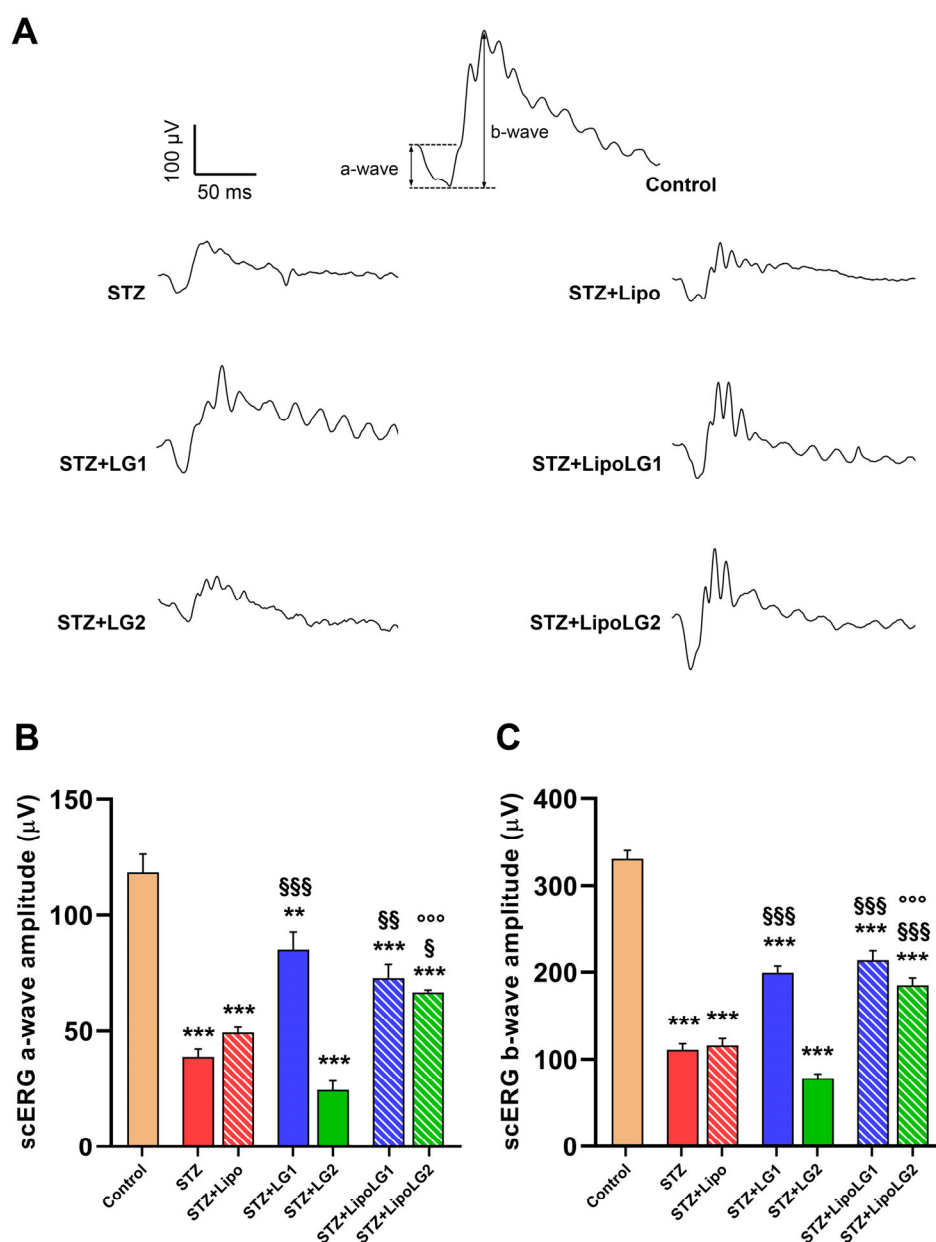 A
100 µV
50 ms
a-wave
b-wave
Control
STZ
STZ+Lipo
STZ+LG1
STZ+LipoLG1
STZ+LG2
STZ+LipoLG2
B
scERG a-wave amplitude (µV)
150
100
50
0
***
***
§§§
**
***
§§
***
°°°
§
***
Control
STZ
STZ+Lipo
STZ+LG1
STZ+LG2
STZ+LipoLG1
STZ+LipoLG2
C
scERG b-wave amplitude (µV)
400
300
200
100
0
***
***
§§§
***
***
§§§
***
°°°
§§§
***
Control
STZ
STZ+Lipo
STZ+LG1
STZ+LG2
STZ+LipoLG1
STZ+LipoLG2